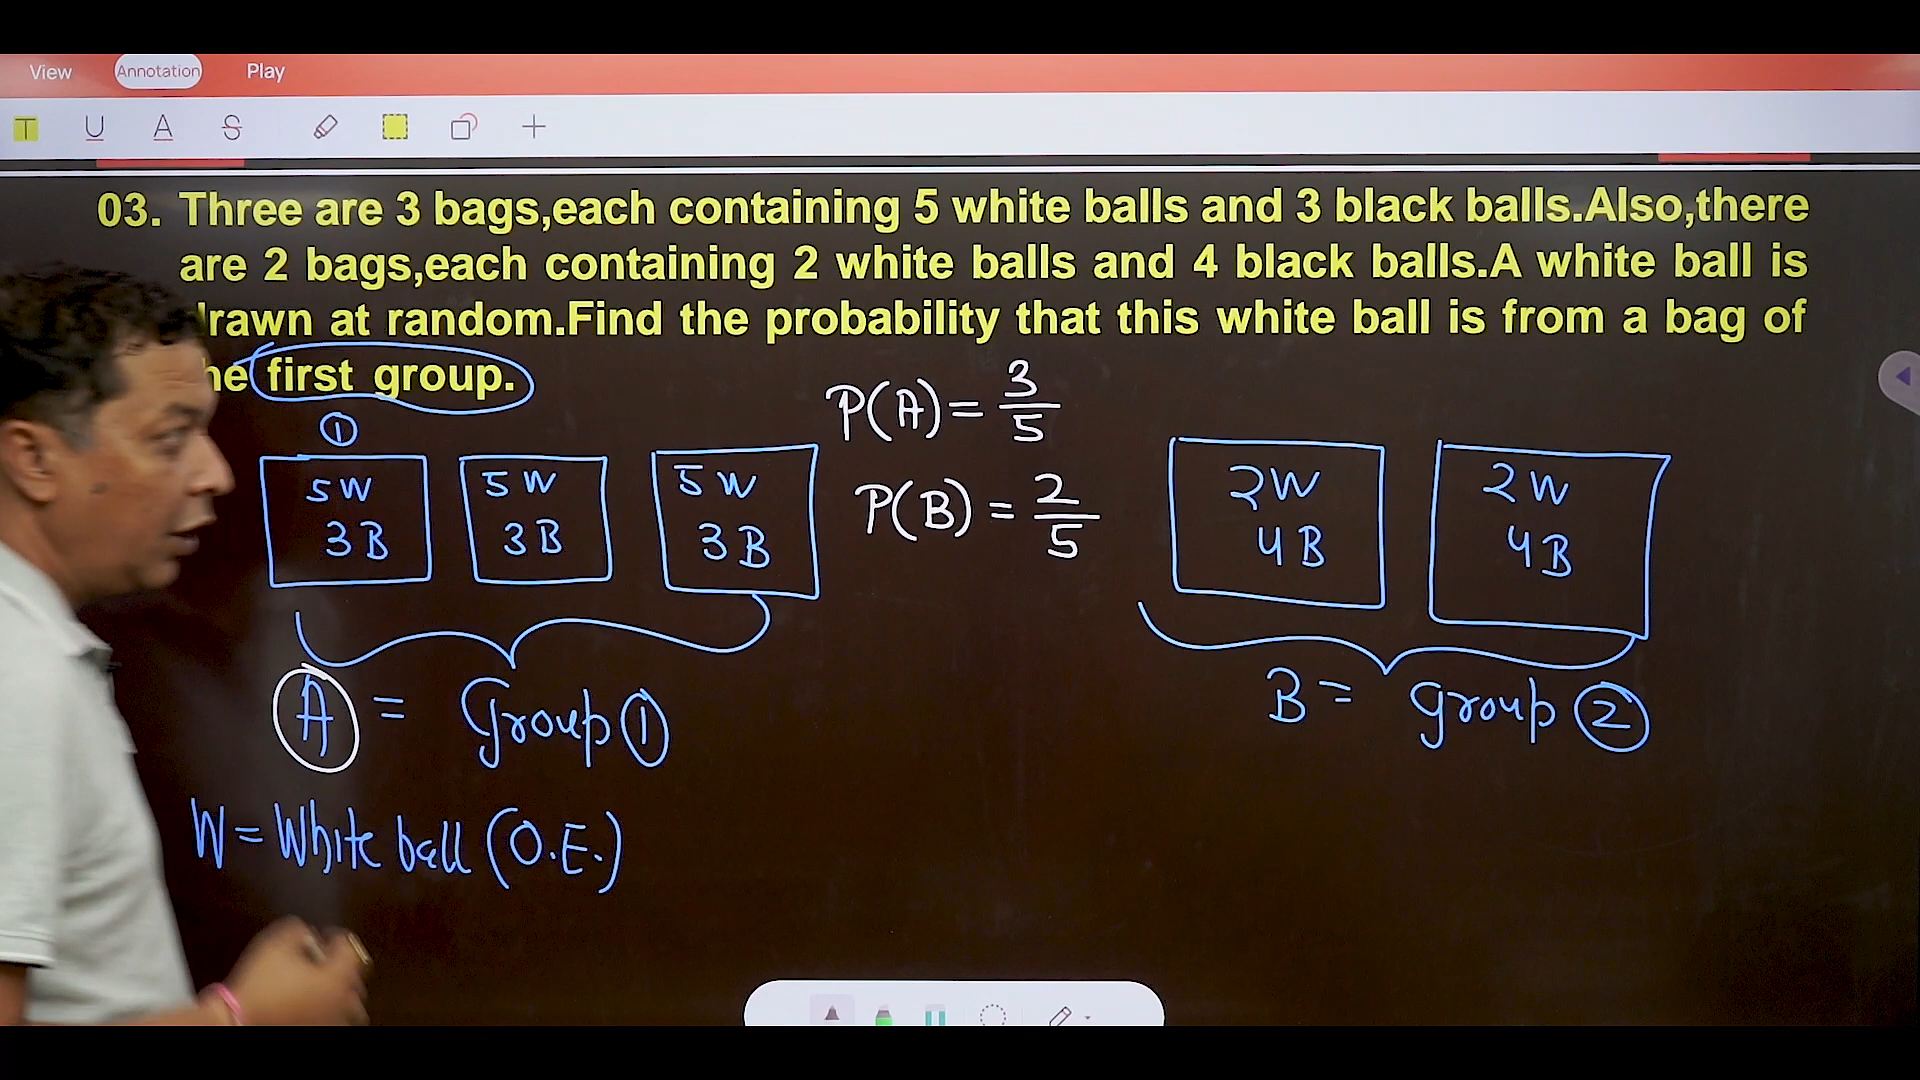 View Annotation Play
T U A S
03. Three are 3 bags,each containing 5 white balls and 3 black balls.Also,there
are 2 bags,each containing 2 white balls and 4 black balls.A white ball is
rawn at random.Find the probability that this white ball is from a bag of
he first group.
P(A) = 3/5
P(B) = 2/5
①
5W 3B
5W 3B
5W 3B
2W 4B
2W 4B
A = Group ①
B = group ②
W = White ball (O.E.)